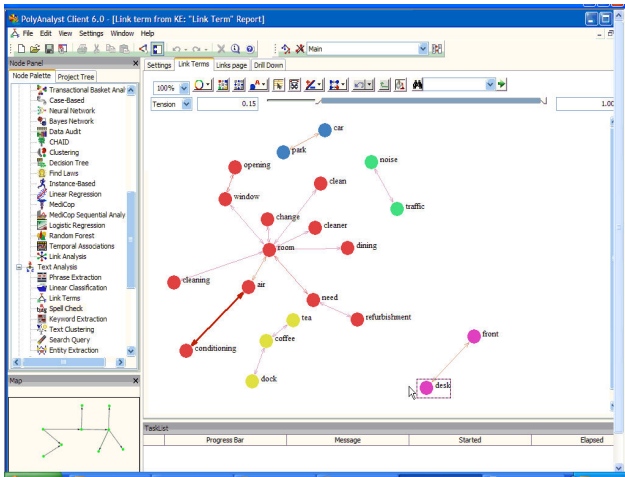 PolyAnalyst Client 6.0 - [Link term from KE: "Link Term" Report]
File Edit View Settings Window Help
Main
Node Panel
Node Palette Project Tree
Transactional Basket Analy
Case-Based
Neural Network
Bayes Network
Data Audit
CHAID
Clustering
Decision Tree
Find Laws
Instance-Based
Linear Regression
MediCop
MedCop Sequential Analy
Logistic Regression
Random Forest
Temporal Associations
Link Analysis
Text Analysis
Phrase Extraction
Linear Classification
Link Terms
Spell Check
Keyword Extraction
Text Clustering
Search Query
Entity Extraction
Map
Settings Link Terms Links page Drill Down
100%
Tension 0.15 1.00
car
park
noise
opening
clean
window
traffic
change
cleaner
room
dining
cleaning
air
need
tea
refurbishment
coffee
front
conditioning
dock
desk
TaskList
Progress Bar Message Started Elapsed